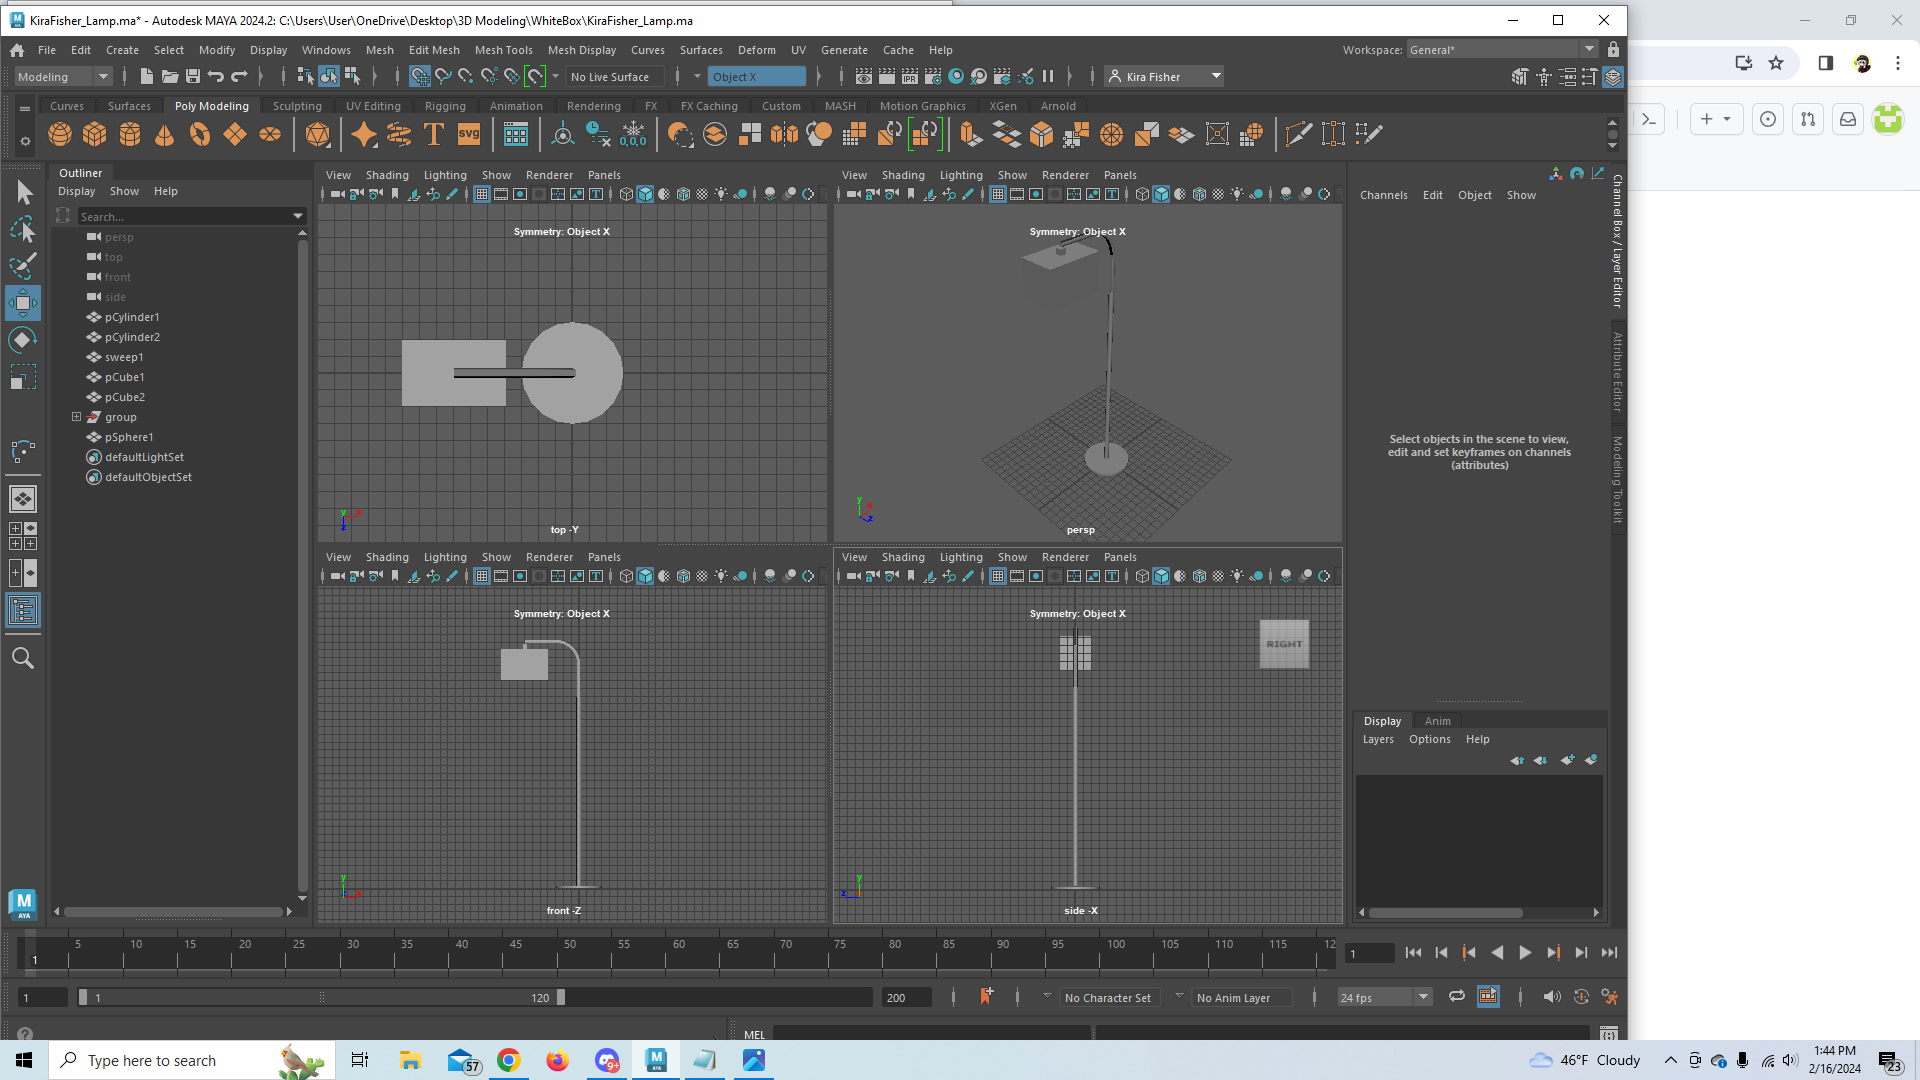 KiraFisher_Lamp.ma* - Autodesk MAYA 2024.2: C:\Users\User\OneDrive\Desktop\3D Modeling\WhiteBox\KiraFisher_Lamp.ma
File Edit Create Select Modify Display Windows Mesh Edit Mesh Mesh Tools Mesh Display Curves Surfaces Deform UV Generate Cache Help Workspace: General*
Modeling No Live Surface Object X Kira Fisher
Curves Surfaces Poly Modeling Sculpting UV Editing Rigging Animation Rendering FX FX Caching Custom MASH Motion Graphics XGen Arnold
T SVG 0,0,0
Outliner
Display Show Help
Search...
persp
top
front
side
pCylinder1
pCylinder2
sweep1
pCube1
pCube2
group
pSphere1
defaultLightSet
defaultObjectSet
View Shading Lighting Show Renderer Panels
Symmetry: Object X
top -Y
View Shading Lighting Show Renderer Panels
Symmetry: Object X
persp
View Shading Lighting Show Renderer Panels
Symmetry: Object X
front -Z
View Shading Lighting Show Renderer Panels
Symmetry: Object X
RIGHT
side -X
Channels Edit Object Show
Select objects in the scene to view,
edit and set keyframes on channels
(attributes)
Channel Box / Layer Editor
Attribute Editor
Modeling Toolkit
Display Anim
Layers Options Help
M
AYA
5 10 15 20 25 30 35 40 45 50 55 60 65 70 75 80 85 90 95 100 105 110 115 12
1
1
1 1 120 200 No Character Set No Anim Layer 24 fps
MEL
Type here to search
57
9+
M
AYA
46°F Cloudy
1:44 PM
2/16/2024
23